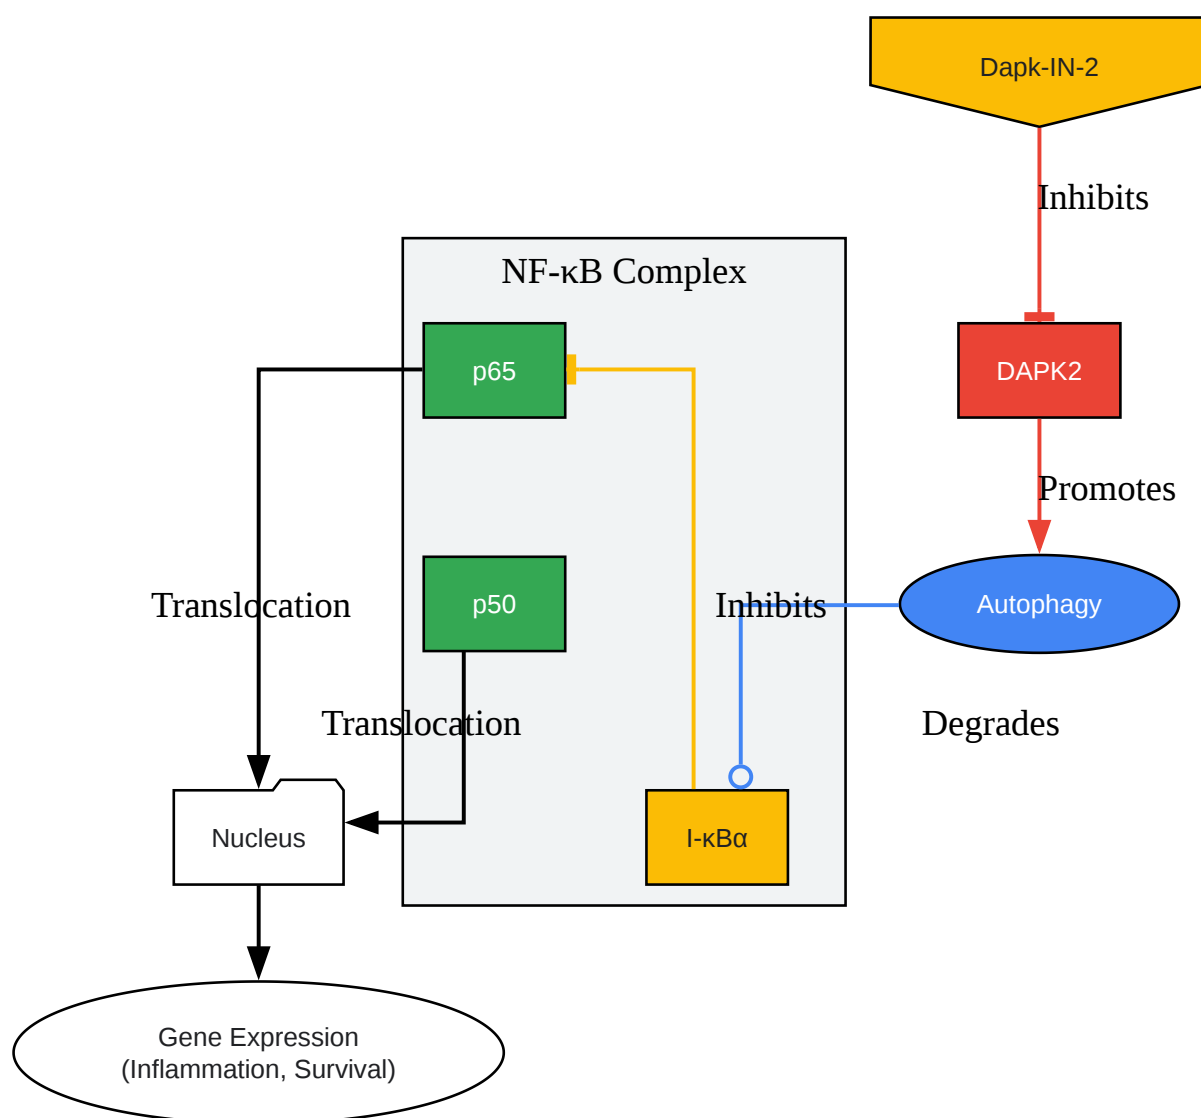 Dapk-IN-2
Inhibits
NF-κB Complex
p65
DAPK2
Promotes
Translocation
p50
Inhibits
Autophagy
Translocation
Degrades
Nucleus
I-κBα
Gene Expression
(Inflammation, Survival)